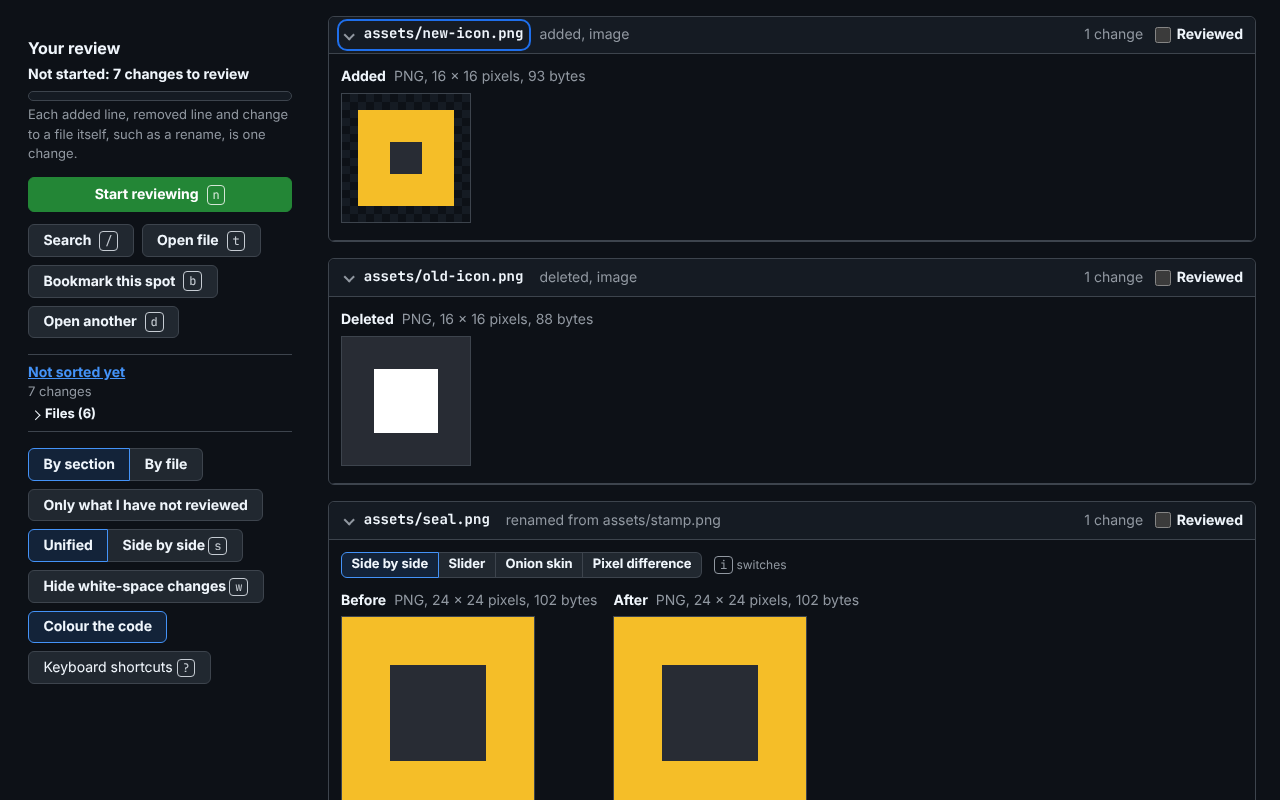 Your review
Not started: 7 changes to review
Each added line, removed line and change
to a file itself, such as a rename, is one
change.
Start reviewing n
Search / Open file t
Bookmark this spot b
Open another d
Not sorted yet
7 changes
Files (6)
By section By file
Only what I have not reviewed
Unified Side by side s
Hide white-space changes w
Colour the code
Keyboard shortcuts ?
assets/new-icon.png added, image 1 change Reviewed
Added PNG, 16 × 16 pixels, 93 bytes
assets/old-icon.png deleted, image 1 change Reviewed
Deleted PNG, 16 × 16 pixels, 88 bytes
assets/seal.png renamed from assets/stamp.png 1 change Reviewed
Side by side Slider Onion skin Pixel difference i switches
Before PNG, 24 × 24 pixels, 102 bytes After PNG, 24 × 24 pixels, 102 bytes